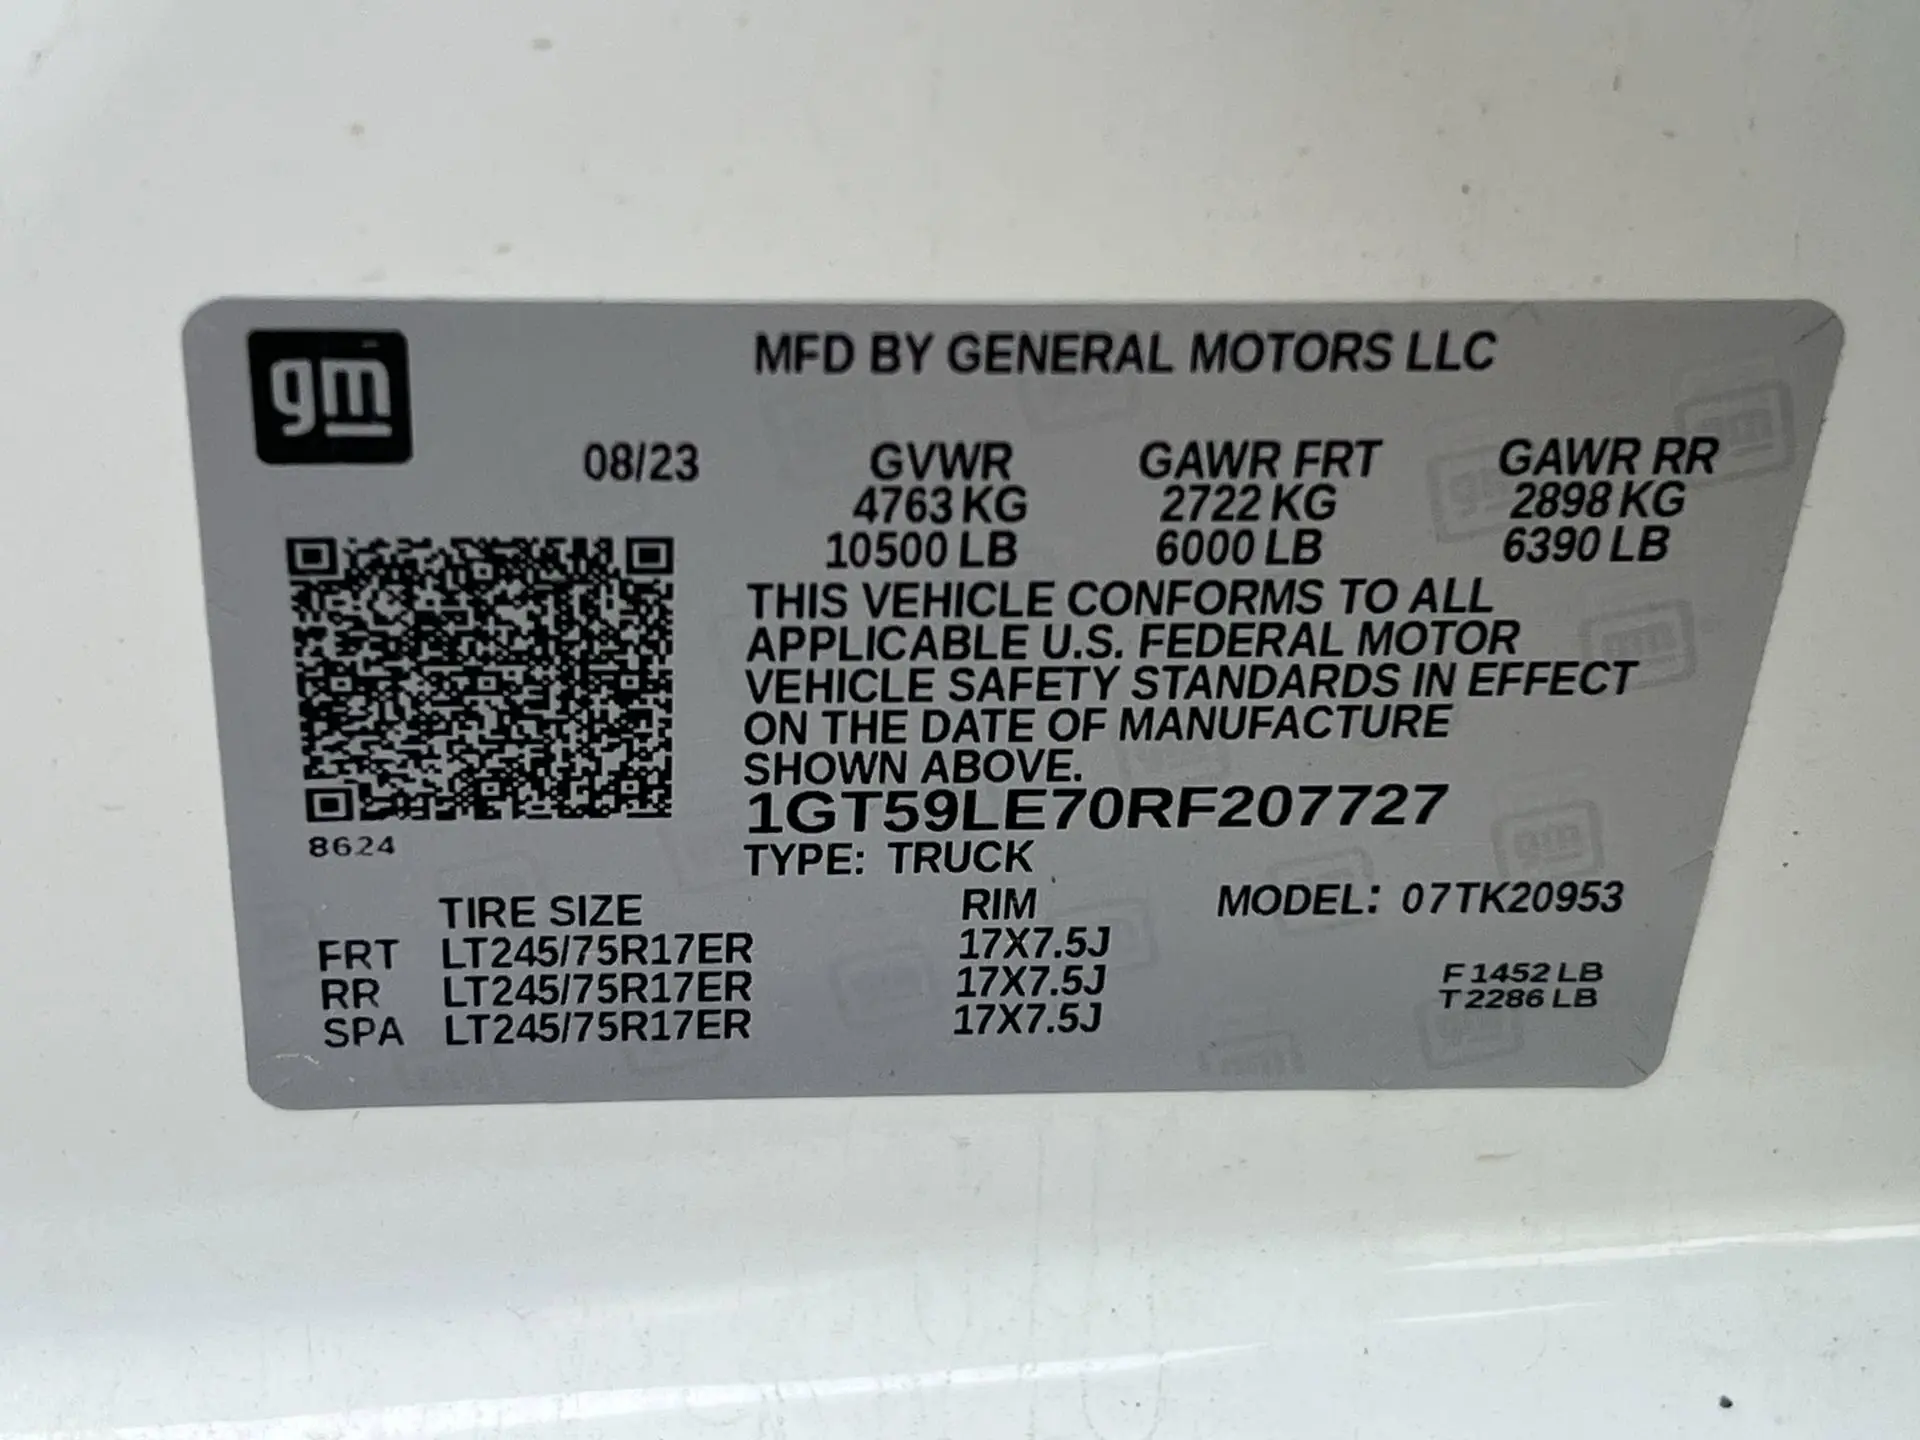 gm
MFD BY GENERAL MOTORS LLC
08/23 GVWR GAWR FRT GAWR RR
4763 KG 2722 KG 2898 KG
10500 LB 6000 LB 6390 LB
THIS VEHICLE CONFORMS TO ALL
APPLICABLE U.S. FEDERAL MOTOR
VEHICLE SAFETY STANDARDS IN EFFECT
ON THE DATE OF MANUFACTURE
SHOWN ABOVE.
1GT59LE70RF207727
8624
TYPE: TRUCK
TIRE SIZE RIM MODEL: 07TK20953
FRT LT245/75R17ER 17X7.5J
RR LT245/75R17ER 17X7.5J
SPA LT245/75R17ER 17X7.5J
F 1452 LB
T 2286 LB